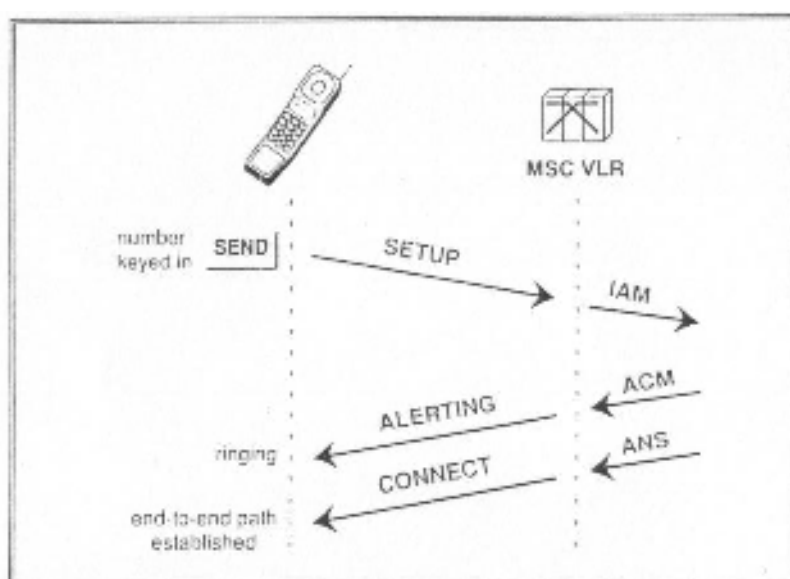 MSC VLR
number
keyed in
SEND
SETUP
IAM
ACM
ALERTING
ringing
ANS
CONNECT
end-to-end path
established